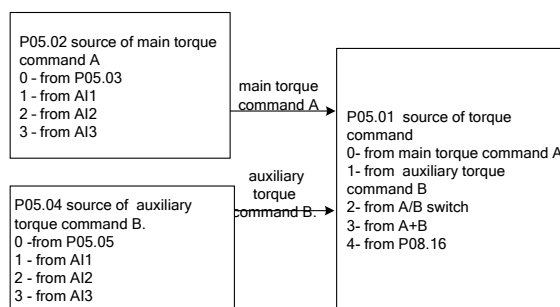 P05.02 source of main torque
command A
0 - from P05.03
1 - from AI1
2 - from AI2
3 - from AI3
main torque
command A
P05.04 source of  auxiliary
torque command B.
0 -from P05.05
1 - from AI1
2 - from AI2
3 - from AI3
auxiliary
torque
command B.
P05.01  source of torque
command
0- from main torque command A
1- from  auxiliary torque
command B
2- from A/B switch
3- from A+B
4- from P08.16